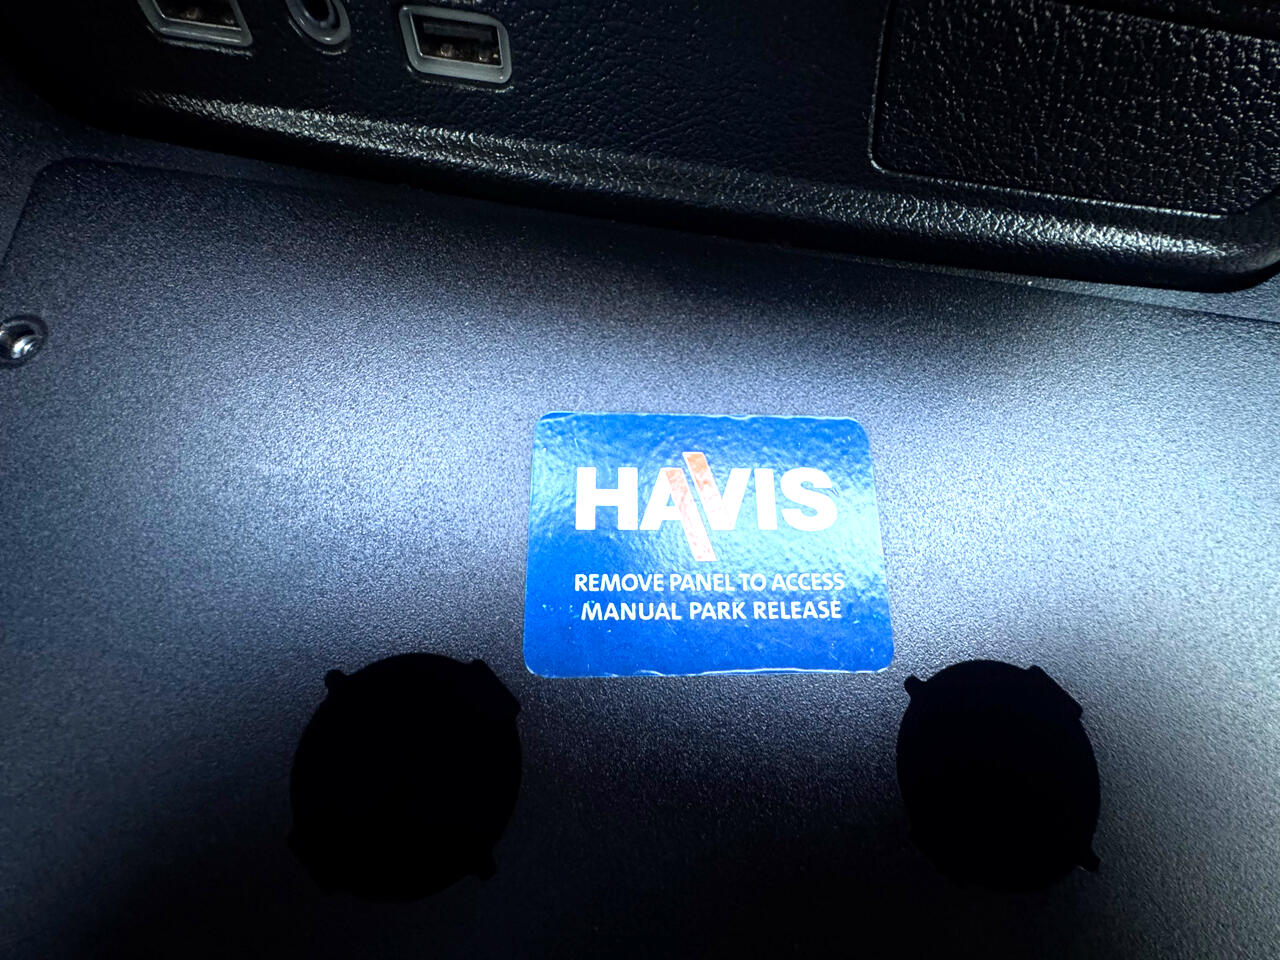 HAVIS
REMOVE PANEL TO ACCESS
MANUAL PARK RELEASE